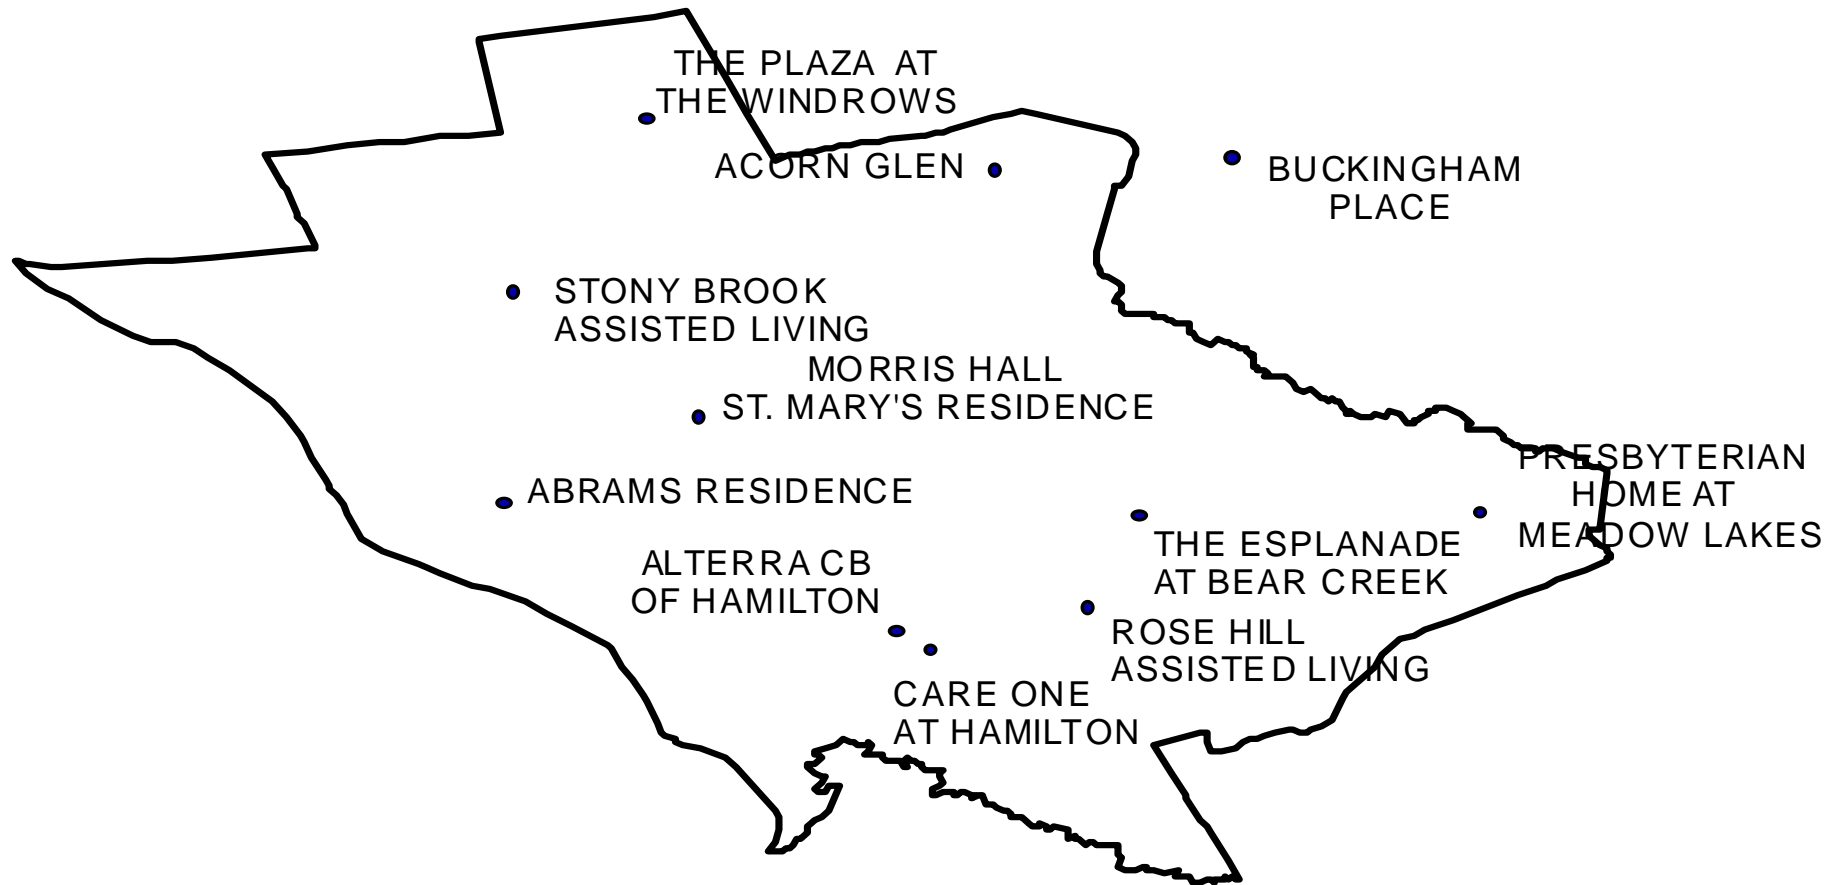 THE PLAZA AT
THE WINDROWS
ACORN GLEN
BUCKINGHAM
PLACE
STONY BROOK
ASSISTED LIVING
MORRIS HALL
ST. MARY'S RESIDENCE
PRESBYTERIAN
HOME AT
MEADOW LAKES
ABRAMS RESIDENCE
THE ESPLANADE
AT BEAR CREEK
ALTERRA CB
OF HAMILTON
ROSE HILL
ASSISTED LIVING
CARE ONE
AT HAMILTON